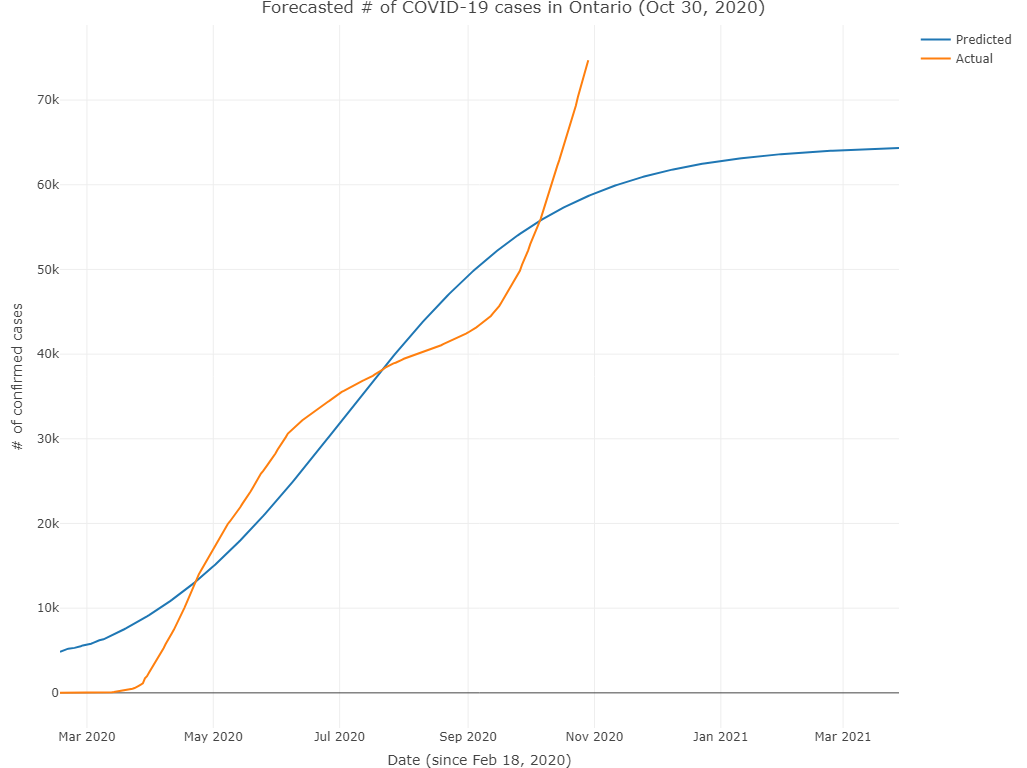 Forecasted # of COVID-19 cases in Ontario (Oct 30, 2020)
Predicted
Actual
70k
60k
50k
40k
30k
20k
10k
0
# of confirmed cases
Mar 2020
May 2020
Jul 2020
Sep 2020
Nov 2020
Jan 2021
Mar 2021
Date (since Feb 18, 2020)